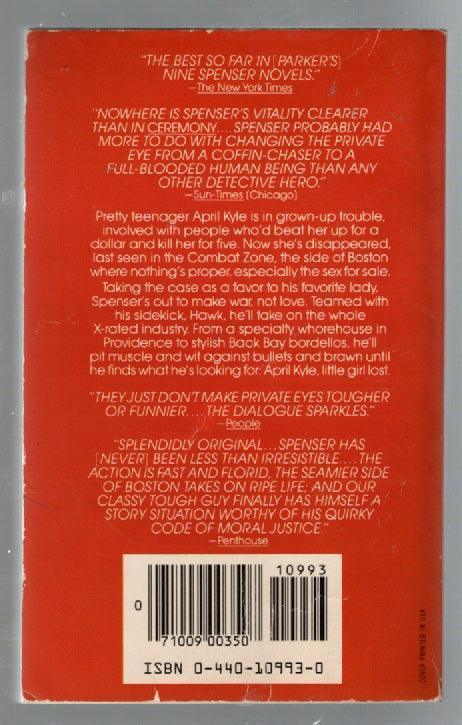 "THE BEST SO FAR IN [PARKER'S]
NINE SPENSER NOVELS."
—The New York Times
"NOWHERE IS SPENSER'S VITALITY CLEARER
THAN IN CEREMONY.... SPENSER PROBABLY HAD
MORE TO DO WITH CHANGING THE PRIVATE
EYE FROM A COFFIN-CHASER TO A
FULL-BLOODED HUMAN BEING THAN ANY
OTHER DETECTIVE HERO."
—Sun-Times (Chicago)
Pretty teenager April Kyle is in grown-up trouble,
involved with people who'd beat her up for a
dollar and kill her for five. Now she's disappeared,
last seen in the Combat Zone, the side of Boston
where nothing's proper, especially the sex for sale.
Taking the case as a favor to his favorite lady,
Spenser's out to make war, not love. Teamed with
his sidekick, Hawk, he'll take on the whole
X-rated industry. From a specialty whorehouse in
Providence to stylish Back Bay bordellos, he'll
pit muscle and wit against bullets and brawn until
he finds what he's looking for: April Kyle, little girl lost.
"THEY JUST DON'T MAKE PRIVATE EYES TOUGHER
OR FUNNIER.... THE DIALOGUE SPARKLES."
—People
"SPLENDIDLY ORIGINAL...SPENSER HAS
[NEVER] BEEN LESS THAN IRRESISTIBLE.... THE
ACTION IS FAST AND FLORID, THE SEAMIER SIDE
OF BOSTON TAKES ON RIPE LIFE; AND OUR
CLASSY TOUGH GUY FINALLY HAS HIMSELF A
STORY SITUATION WORTHY OF HIS QUIRKY
CODE OF MORAL JUSTICE."
—Penthouse
10993
0
71009 00350
ISBN 0-440-10993-0
COVER PRINTED IN USA